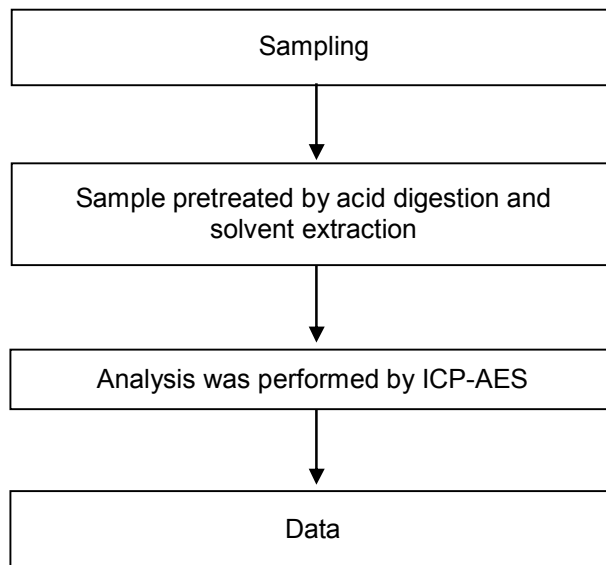 Sampling
Sample pretreated by acid digestion and
solvent extraction
Analysis was performed by ICP-AES
Data